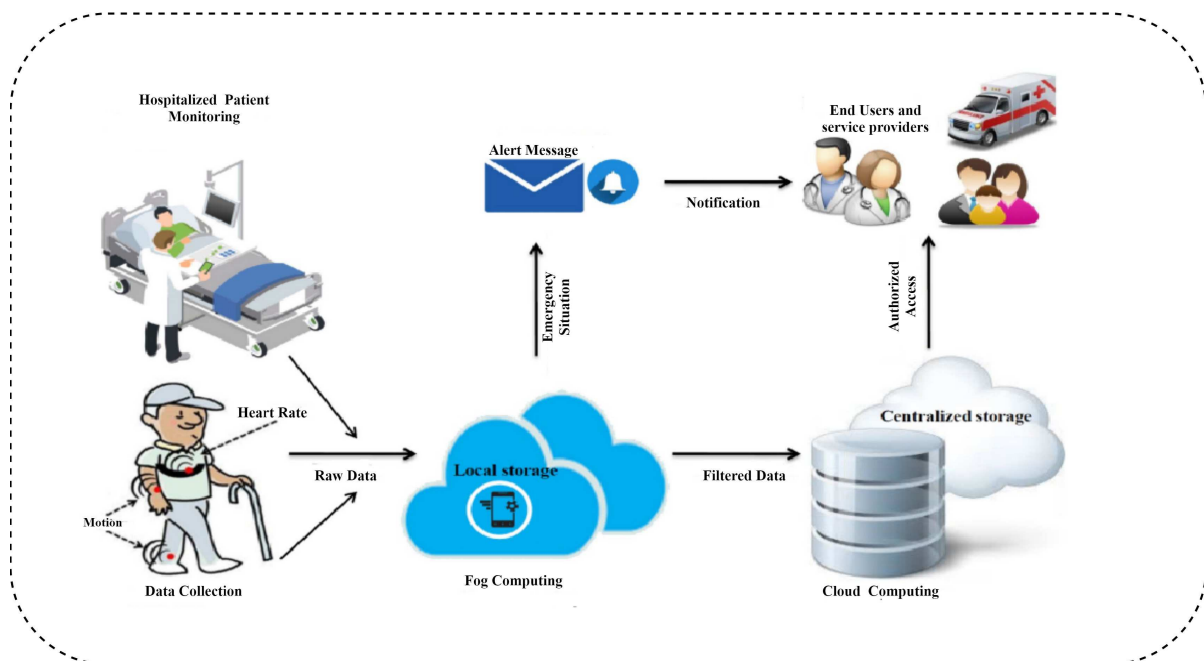 Hospitalized Patient
Monitoring
Alert Message
End Users and
service providers
Notification
Emergency
Situation
Authorized
Access
Heart Rate
Motion
Raw Data
Data Collection
Local storage
Fog Computing
Filtered Data
Centralized storage
Cloud Computing